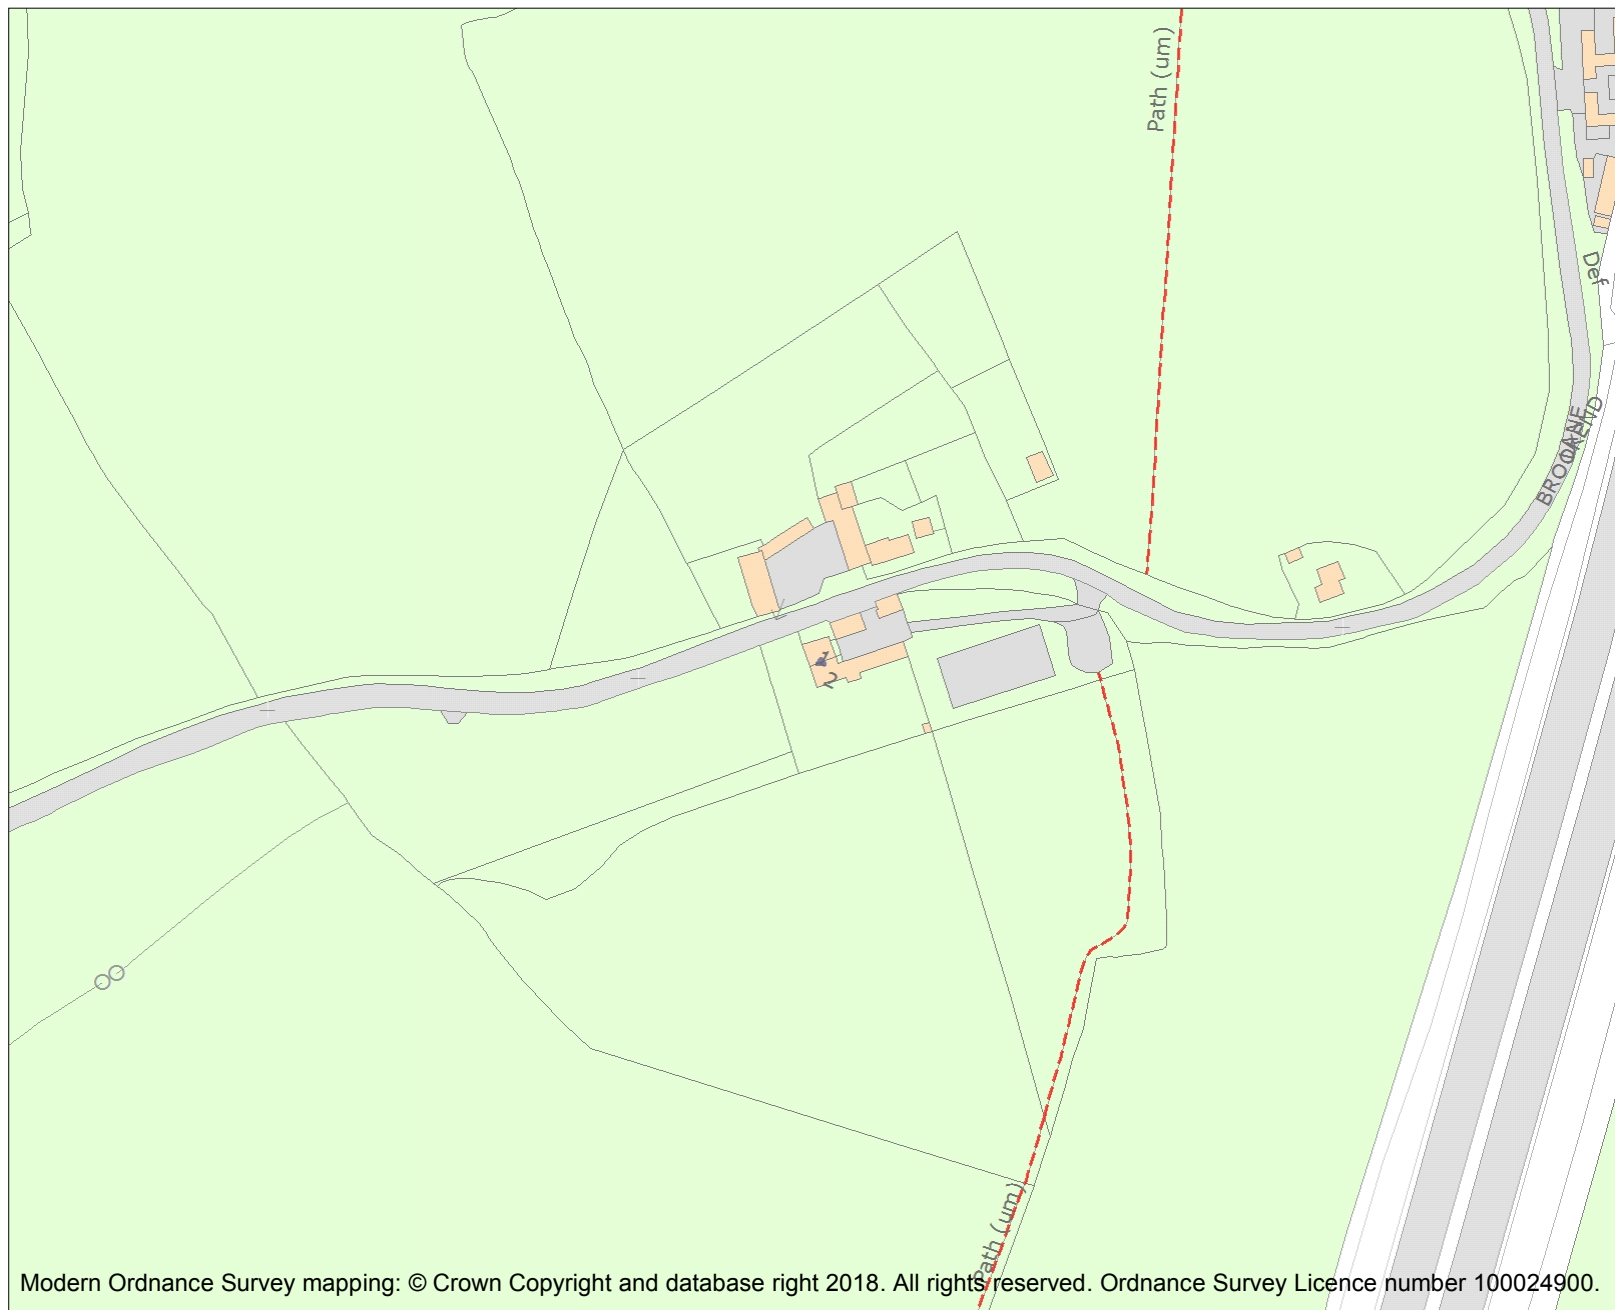 Path (um)
Def
BROOKEND
LANE
1
2
Path (um)
Modern Ordnance Survey mapping: © Crown Copyright and database right 2018. All rights reserved. Ordnance Survey Licence number 100024900.